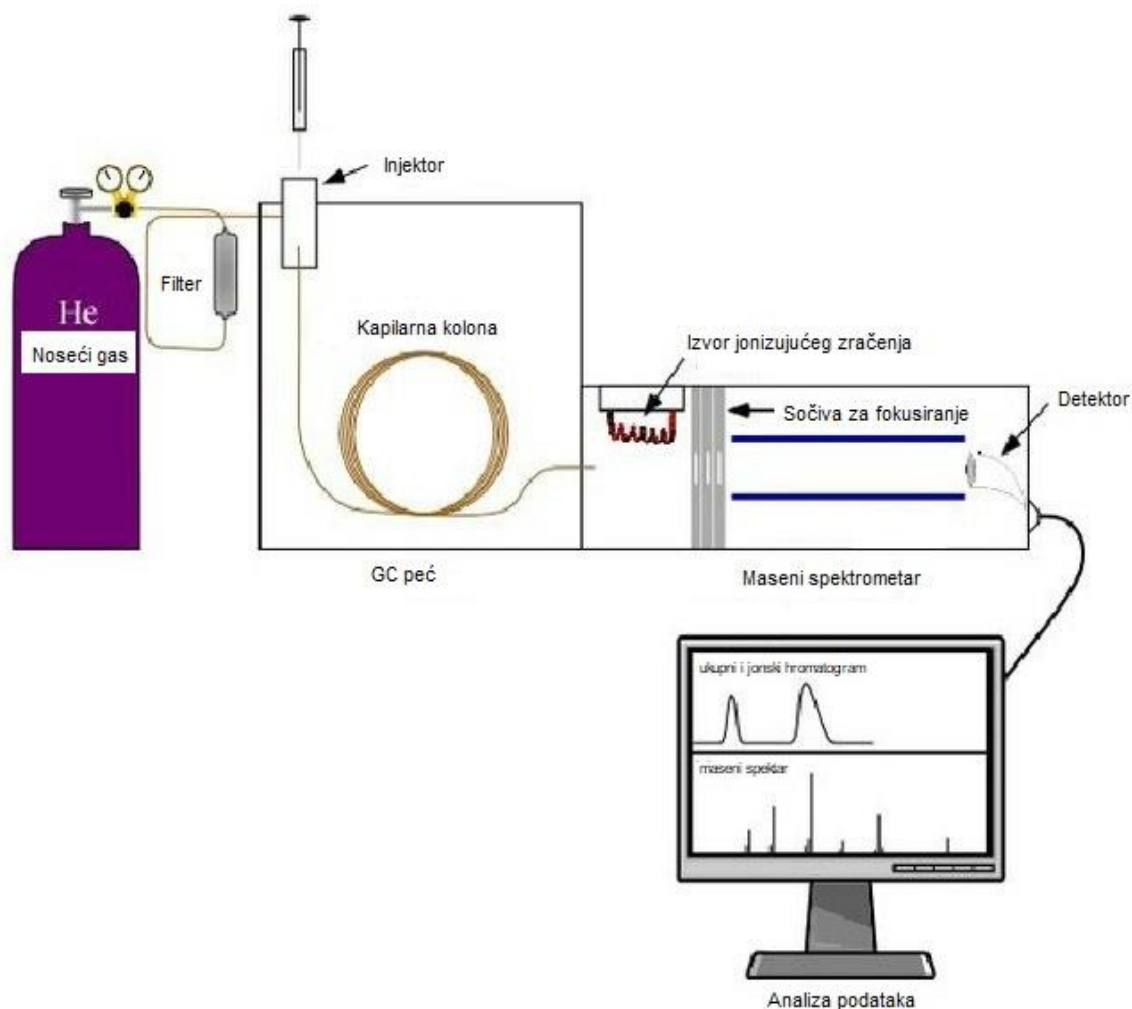 Injektor
Filter
He
Noseći gas
Kapilarna kolona
Izvor jonizujućeg zračenja
Sočiva za fokusiranje
Detektor
GC peć
Maseni spektrometar
ukupni i jonski hromatogram
maseni spektar
Analiza podataka